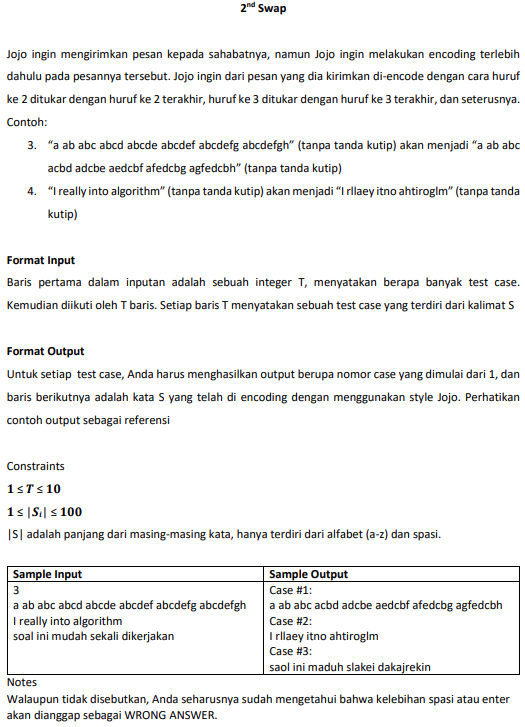 2nd Swap
Jojo ingin mengirimkan pesan kepada sahabatnya, namun Jojo ingin melakukan encoding terlebih
dahulu pada pesannya tersebut. Jojo ingin dari pesan yang dia kirimkan di-encode dengan cara huruf
ke 2 ditukar dengan huruf ke 2 terakhir, huruf ke 3 ditukar dengan huruf ke 3 terakhir, dan seterusnya.
Contoh:
3. “a ab abc abcd abcde abcdef abcdefg abcdefgh” (tanpa tanda kutip) akan menjadi “a ab abc
acbd adcbe aedcbf afedcbg agfedcbh” (tanpa tanda kutip)
4. “I really into algorithm” (tanpa tanda kutip) akan menjadi “I rllaey itno ahtiroglm” (tanpa tanda
kutip)
Format Input
Baris pertama dalam inputan adalah sebuah integer T, menyatakan berapa banyak test case.
Kemudian diikuti oleh T baris. Setiap baris T menyatakan sebuah test case yang terdiri dari kalimat S
Format Output
Untuk setiap test case, Anda harus menghasilkan output berupa nomor case yang dimulai dari 1, dan
baris berikutnya adalah kata S yang telah di encoding dengan menggunakan style Jojo. Perhatikan
contoh output sebagai referensi
Constraints
1 ≤ T ≤ 10
1 ≤ |Sᵢ| ≤ 100
|S| adalah panjang dari masing-masing kata, hanya terdiri dari alfabet (a-z) dan spasi.
Sample Input
3
a ab abc abcd abcde abcdef abcdefg abcdefgh
I really into algorithm
soal ini mudah sekali dikerjakan
Sample Output
Case #1:
a ab abc acbd adcbe aedcbf afedcbg agfedcbh
Case #2:
I rllaey itno ahtiroglm
Case #3:
saol ini maduh slakei dakajrekin
Notes
Walaupun tidak disebutkan, Anda seharusnya sudah mengetahui bahwa kelebihan spasi atau enter
akan dianggap sebagai WRONG ANSWER.